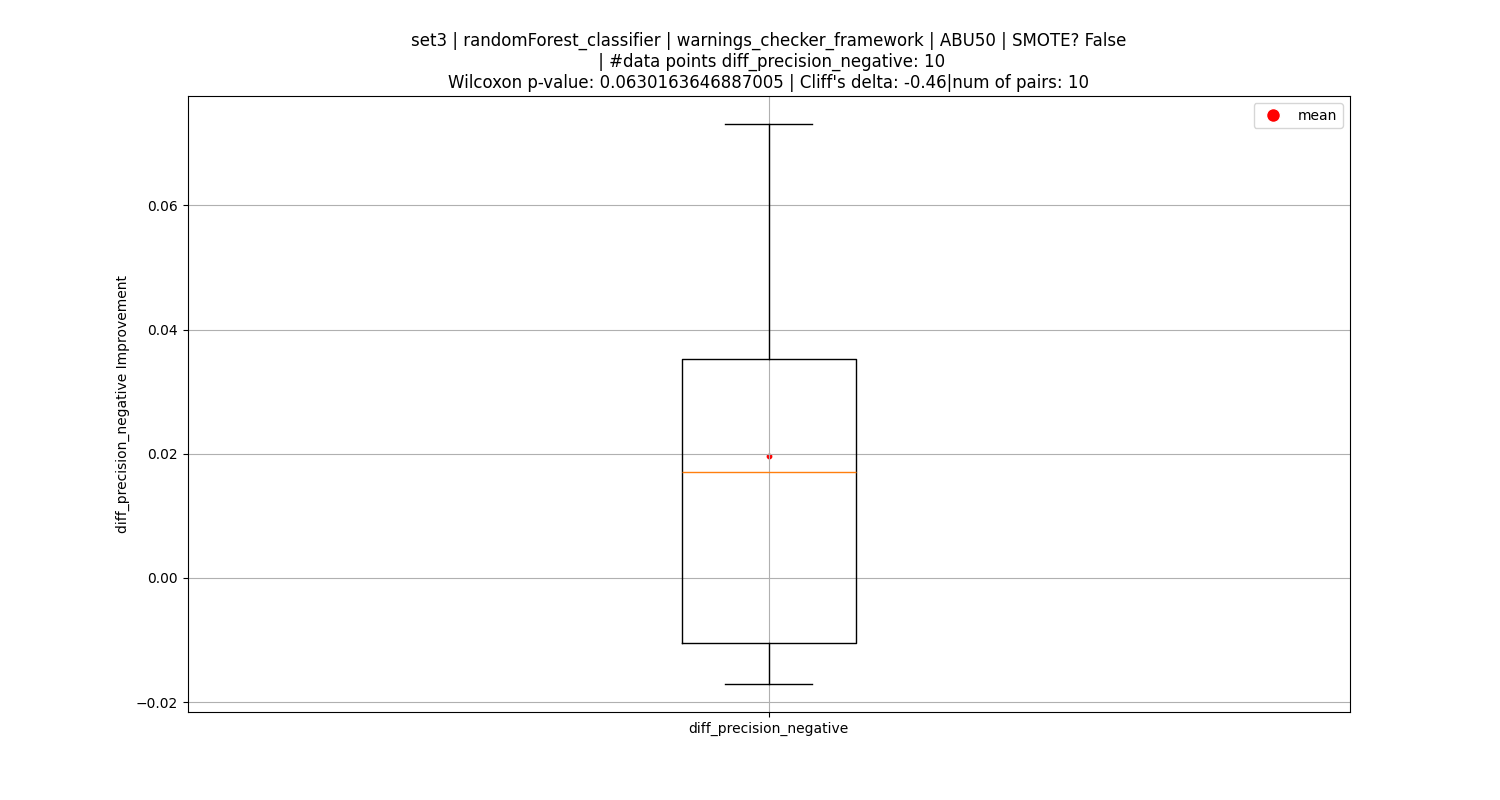 set3 | randomForest_classifier | warnings_checker_framework | ABU50 | SMOTE? False
| #data points diff_precision_negative: 10
Wilcoxon p-value: 0.0630163646887005 | Cliff's delta: -0.46|num of pairs: 10
mean
0.06
0.04
0.02
0.00
−0.02
diff_precision_negative Improvement
diff_precision_negative